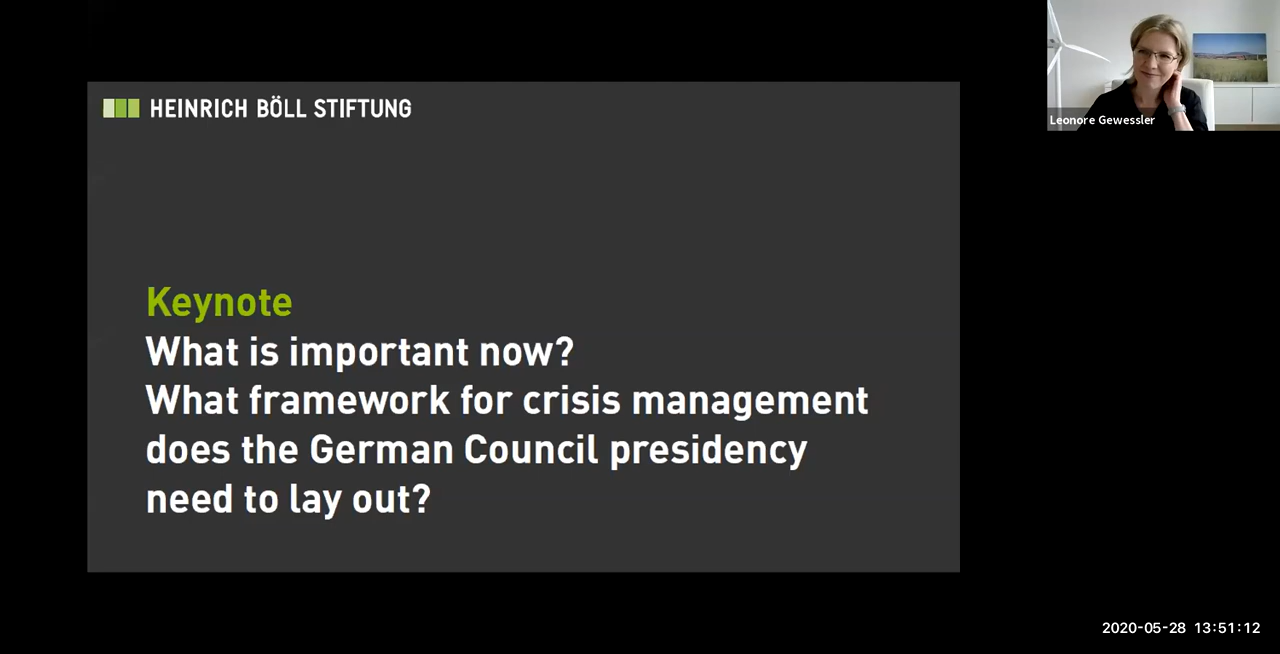 HEINRICH BÖLL STIFTUNG
Leonore Gewessler
Keynote
What is important now?
What framework for crisis management
does the German Council presidency
need to lay out?
2020-05-28 13:51:12